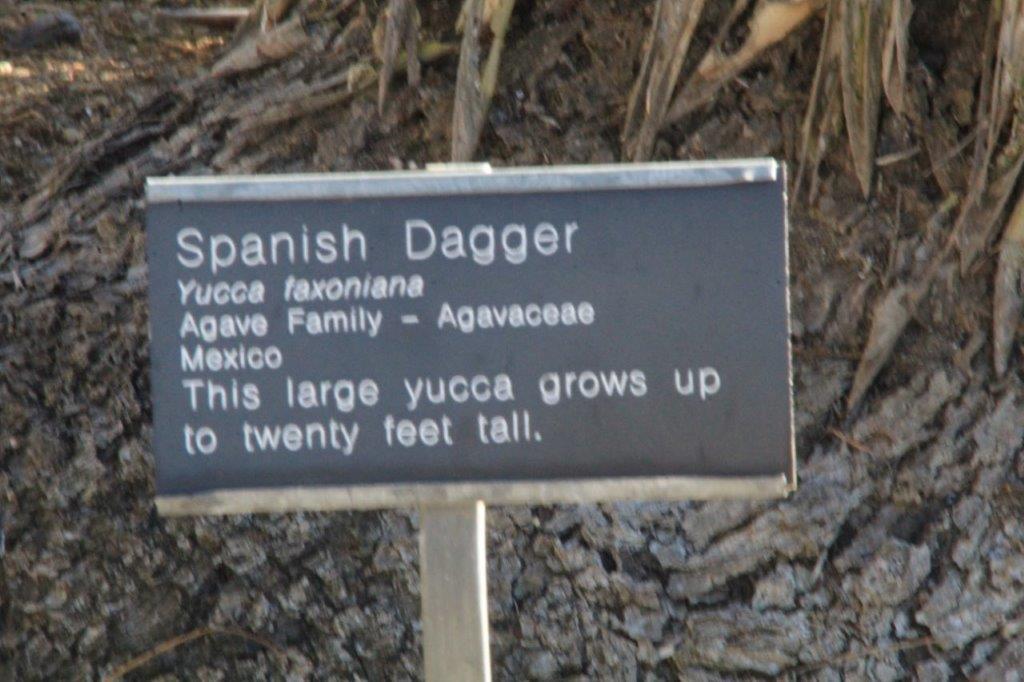 Spanish Dagger
Yucca faxoniana
Agave Family - Agavaceae
Mexico
This large yucca grows up
to twenty feet tall.